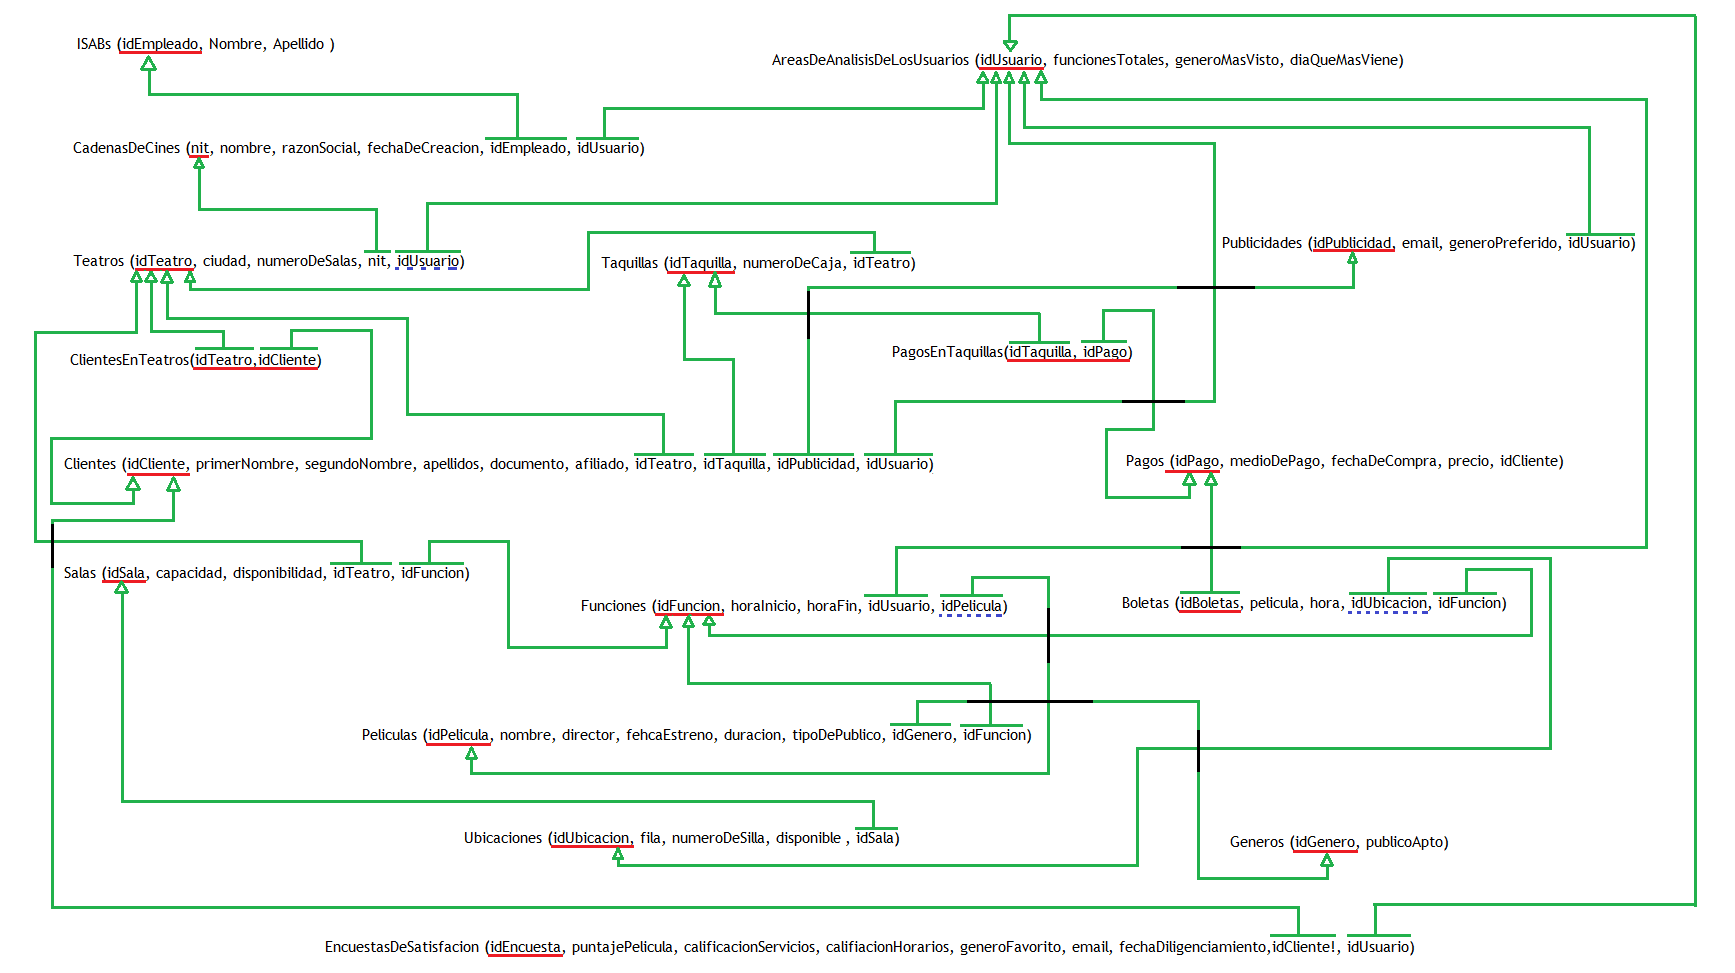 ISABs (idEmpleado, Nombre, Apellido )
AreasDeAnalisisDeLosUsuarios (idUsuario, funcionesTotales, generoMasVisto, diaQueMasViene)
CadenasDeCines (nit, nombre, razonSocial, fechaDeCreacion, idEmpleado, idUsuario)
Publicidades (idPublicidad, email, generoPreferido, idUsuario)
Teatros (idTeatro, ciudad, numeroDeSalas, nit, idUsuario)
Taquillas (idTaquilla, numeroDeCaja, idTeatro)
PagosEnTaquillas(idTaquilla, idPago)
ClientesEnTeatros(idTeatro,idCliente)
Clientes (idCliente, primerNombre, segundoNombre, apellidos, documento, afiliado, idTeatro, idTaquilla, idPublicidad, idUsuario)
Pagos (idPago, medioDePago, fechaDeCompra, precio, idCliente)
Salas (idSala, capacidad, disponibilidad, idTeatro, idFuncion)
Funciones (idFuncion, horaInicio, horaFin, idUsuario, idPelicula)
Boletas (idBoletas, pelicula, hora, idUbicacion, idFuncion)
Peliculas (idPelicula, nombre, director, fehcaEstreno, duracion, tipoDePublico, idGenero, idFuncion)
Ubicaciones (idUbicacion, fila, numeroDeSilla, disponible , idSala)
Generos (idGenero, publicoApto)
EncuestasDeSatisfacion (idEncuesta, puntajePelicula, calificacionServicios, califiacionHorarios, generoFavorito, email, fechaDiligenciamiento,idCliente!, idUsuario)